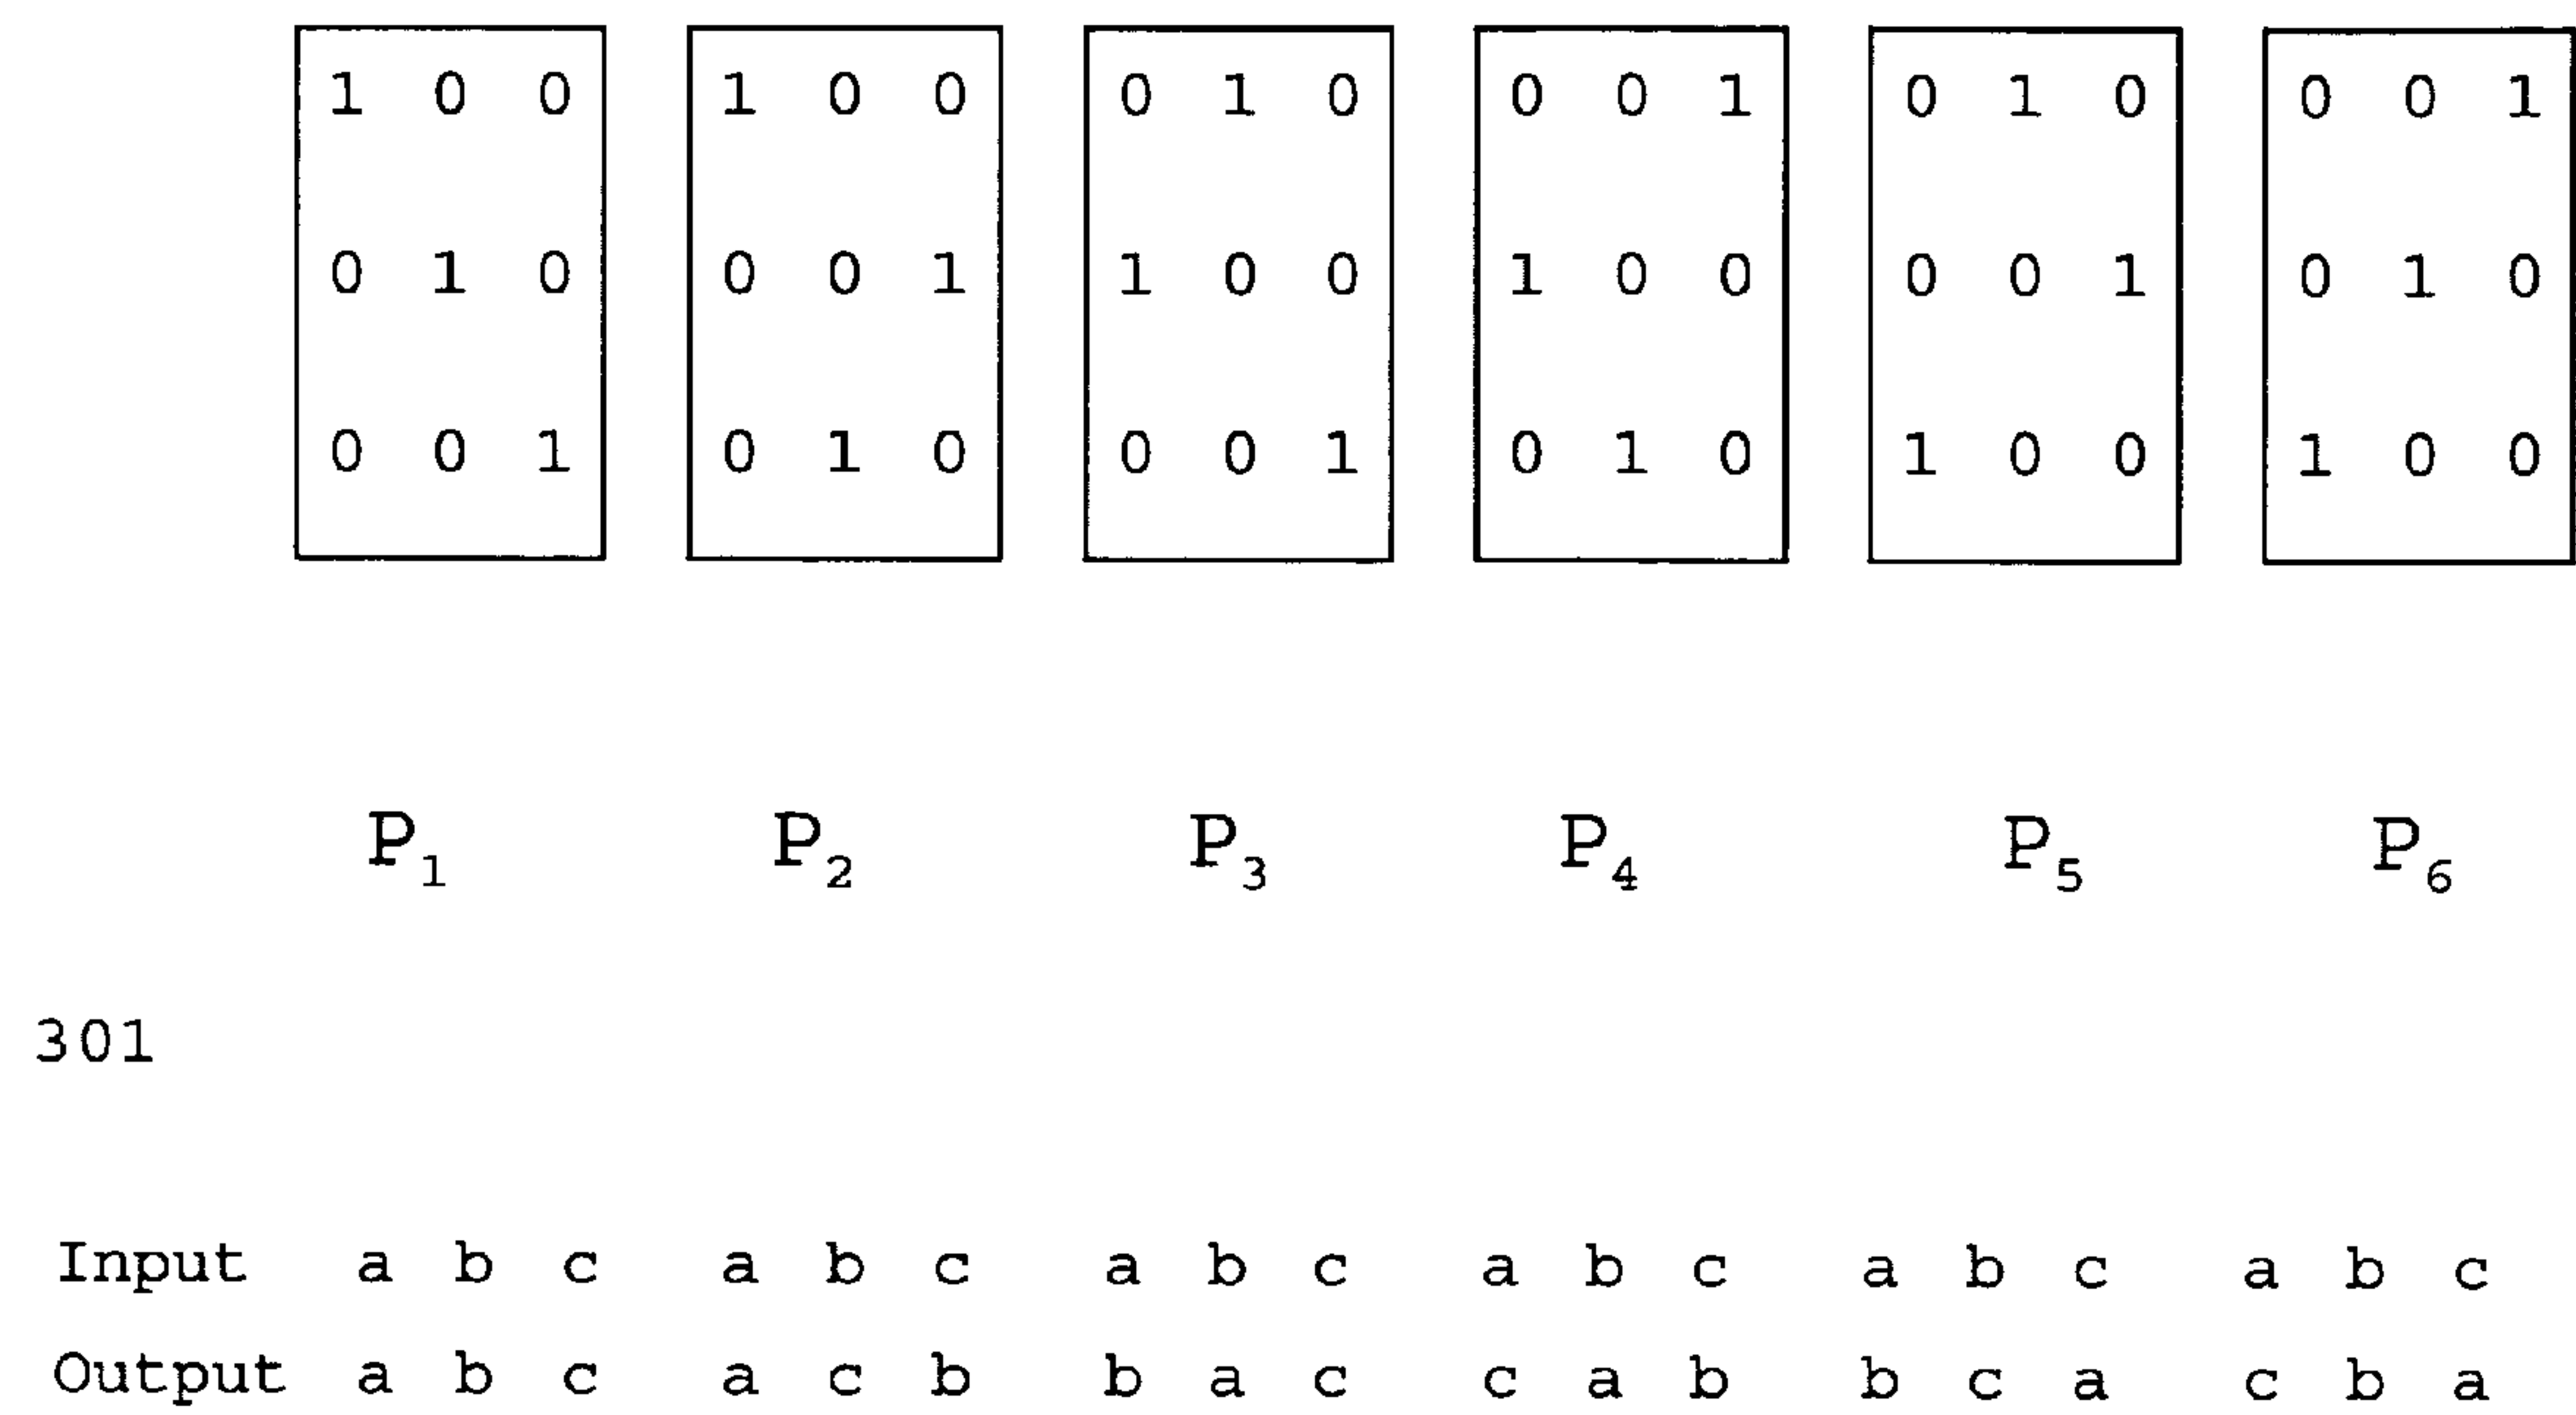 1 0 0 1 0 0 0 1 0 0 0 1 0 1 0 0 0 1
0 1 0 0 0 1 1 0 0 1 0 0 0 0 1 0 1 0
0 0 1 0 1 0 0 0 1 0 1 0 1 0 0 1 0 0
P1 P2 P3 P4 P5 P6
301
Input a b c a b c a b c a b c a b c a b c
Output a b c a c b b a c c a b b c a c b a